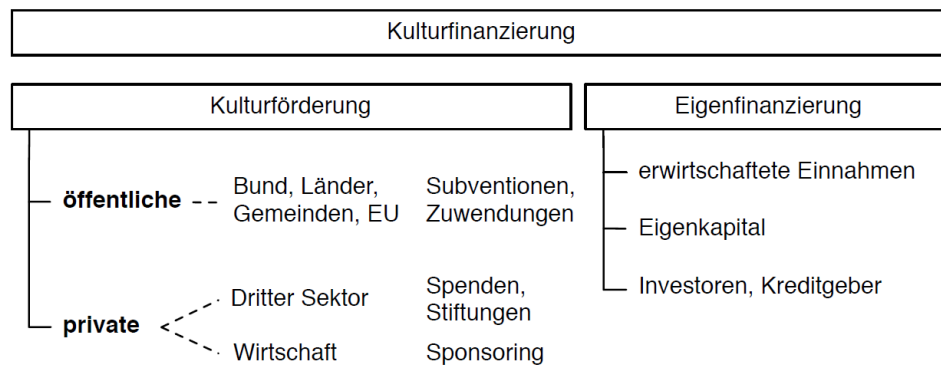 Kulturfinanzierung
Kulturförderung
Eigenfinanzierung
öffentliche
Bund, Länder,
Gemeinden, EU
Subventionen,
Zuwendungen
private
Dritter Sektor
Spenden,
Stiftungen
Wirtschaft
Sponsoring
erwirtschaftete Einnahmen
Eigenkapital
Investoren, Kreditgeber